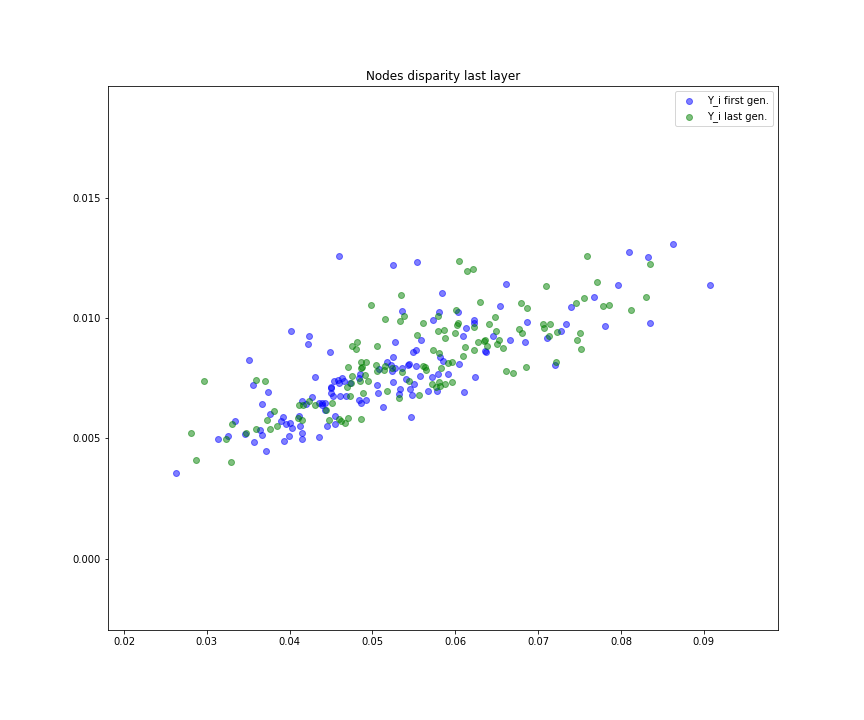 Nodes disparity last layer
Y_i first gen.
Y_i last gen.
0.015
0.010
0.005
0.000
0.02 0.03 0.04 0.05 0.06 0.07 0.08 0.09